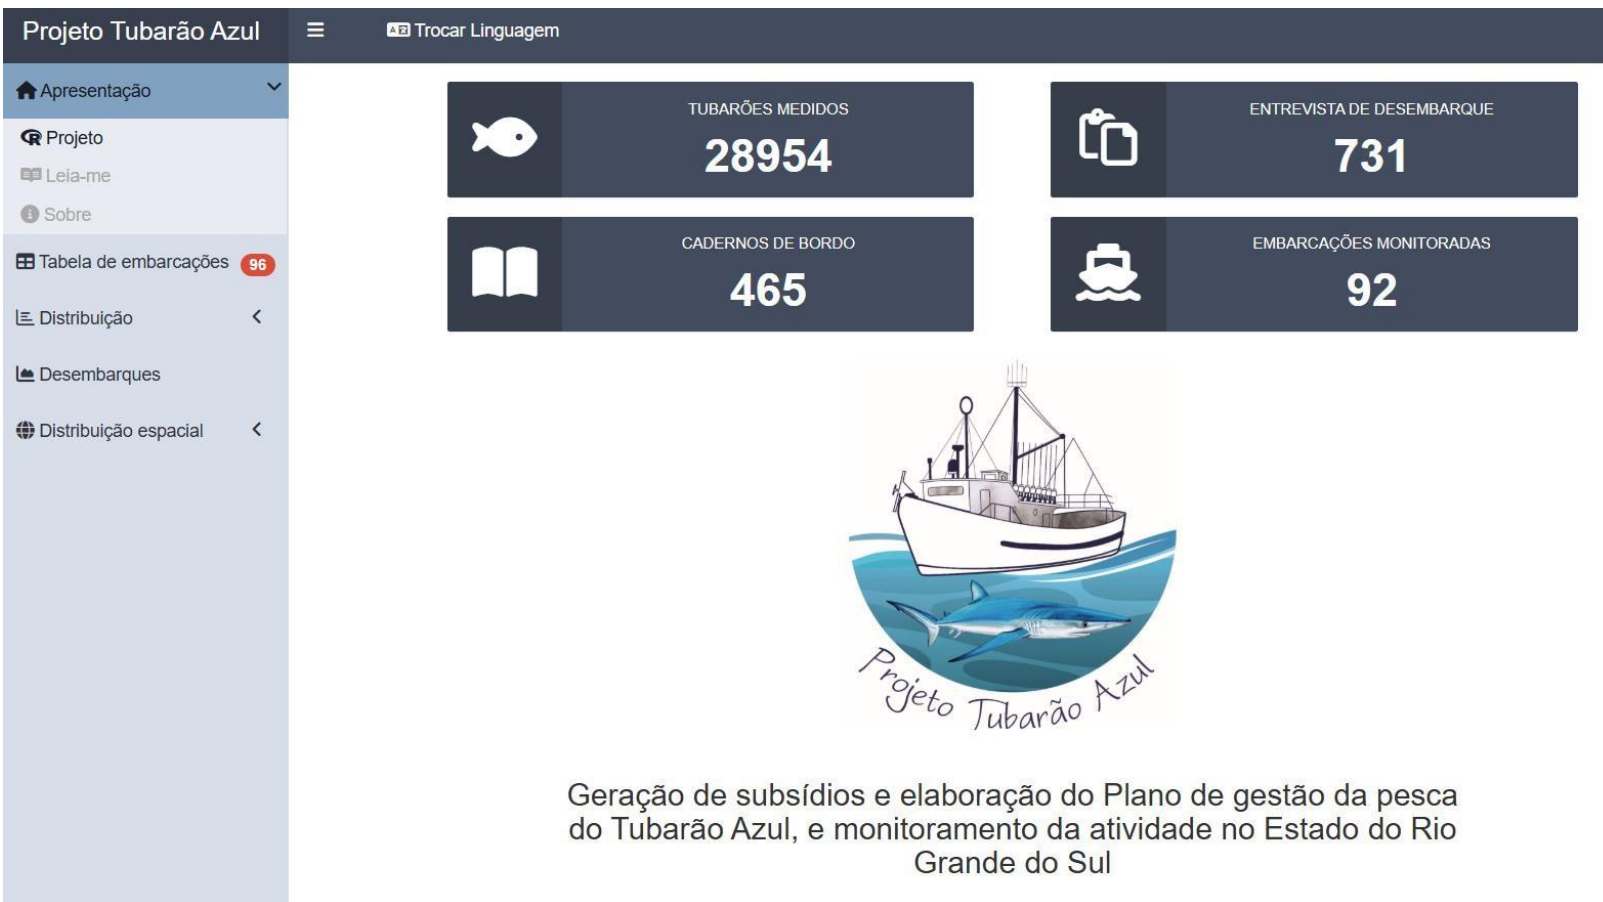 Projeto Tubarão Azul
Trocar Linguagem
Apresentação
Projeto
Leia-me
Sobre
Tabela de embarcações 96
Distribuição
Desembarques
Distribuição espacial
TUBARÕES MEDIDOS
28954
ENTREVISTA DE DESEMBARQUE
731
CADERNOS DE BORDO
465
EMBARCAÇÕES MONITORADAS
92
Projeto Tubarão Azul
Geração de subsídios e elaboração do Plano de gestão da pesca
do Tubarão Azul, e monitoramento da atividade no Estado do Rio
Grande do Sul